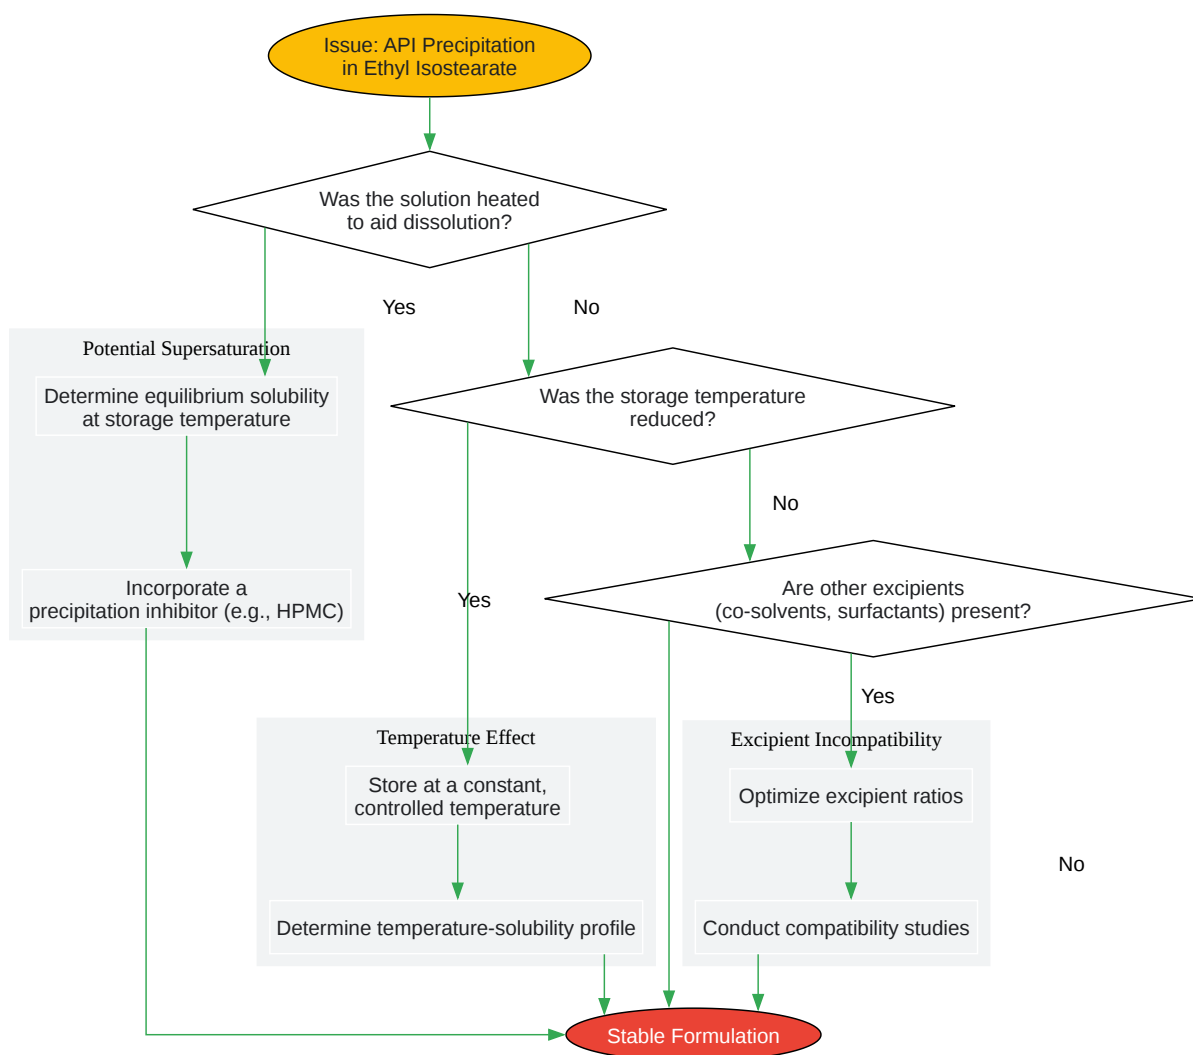 Issue: API Precipitation
in Ethyl Isostearate
Was the solution heated
to aid dissolution?
Yes
No
Potential Supersaturation
Determine equilibrium solubility
at storage temperature
Was the storage temperature
reduced?
No
Incorporate a
precipitation inhibitor (e.g., HPMC)
Yes
Are other excipients
(co-solvents, surfactants) present?
Yes
Temperature Effect
Store at a constant,
controlled temperature
Excipient Incompatibility
Optimize excipient ratios
No
Determine temperature-solubility profile
Conduct compatibility studies
Stable Formulation